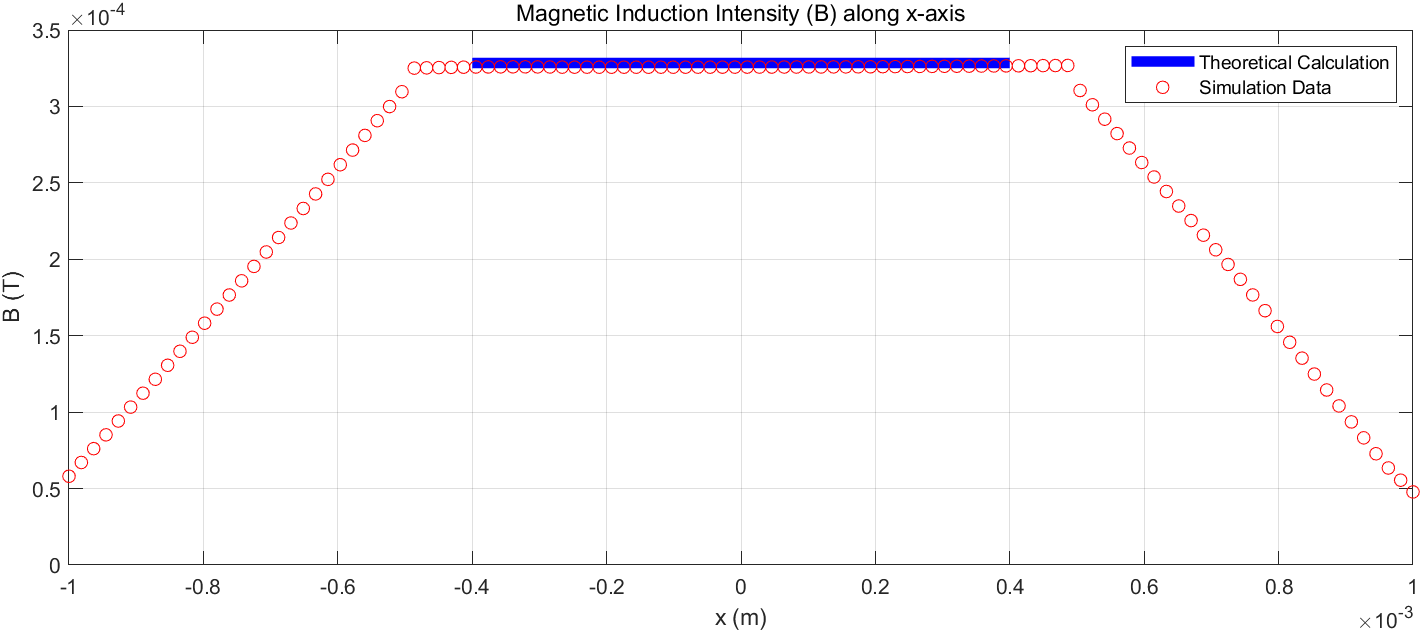 Magnetic Induction Intensity (B) along x-axis
×10⁻⁴
3.5
3
2.5
2
1.5
1
0.5
0
B (T)
Theoretical Calculation
Simulation Data
-1 -0.8 -0.6 -0.4 -0.2 0 0.2 0.4 0.6 0.8 1
x (m)
×10⁻³